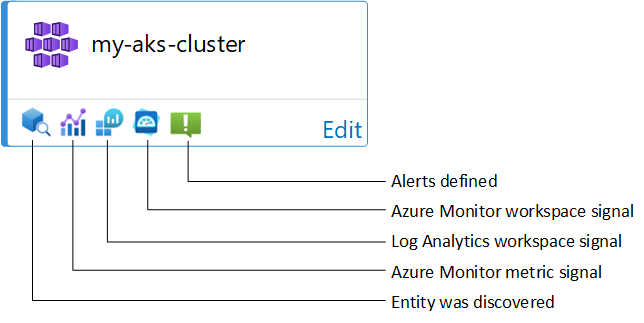 my-aks-cluster
Edit
Alerts defined
Azure Monitor workspace signal
Log Analytics workspace signal
Azure Monitor metric signal
Entity was discovered